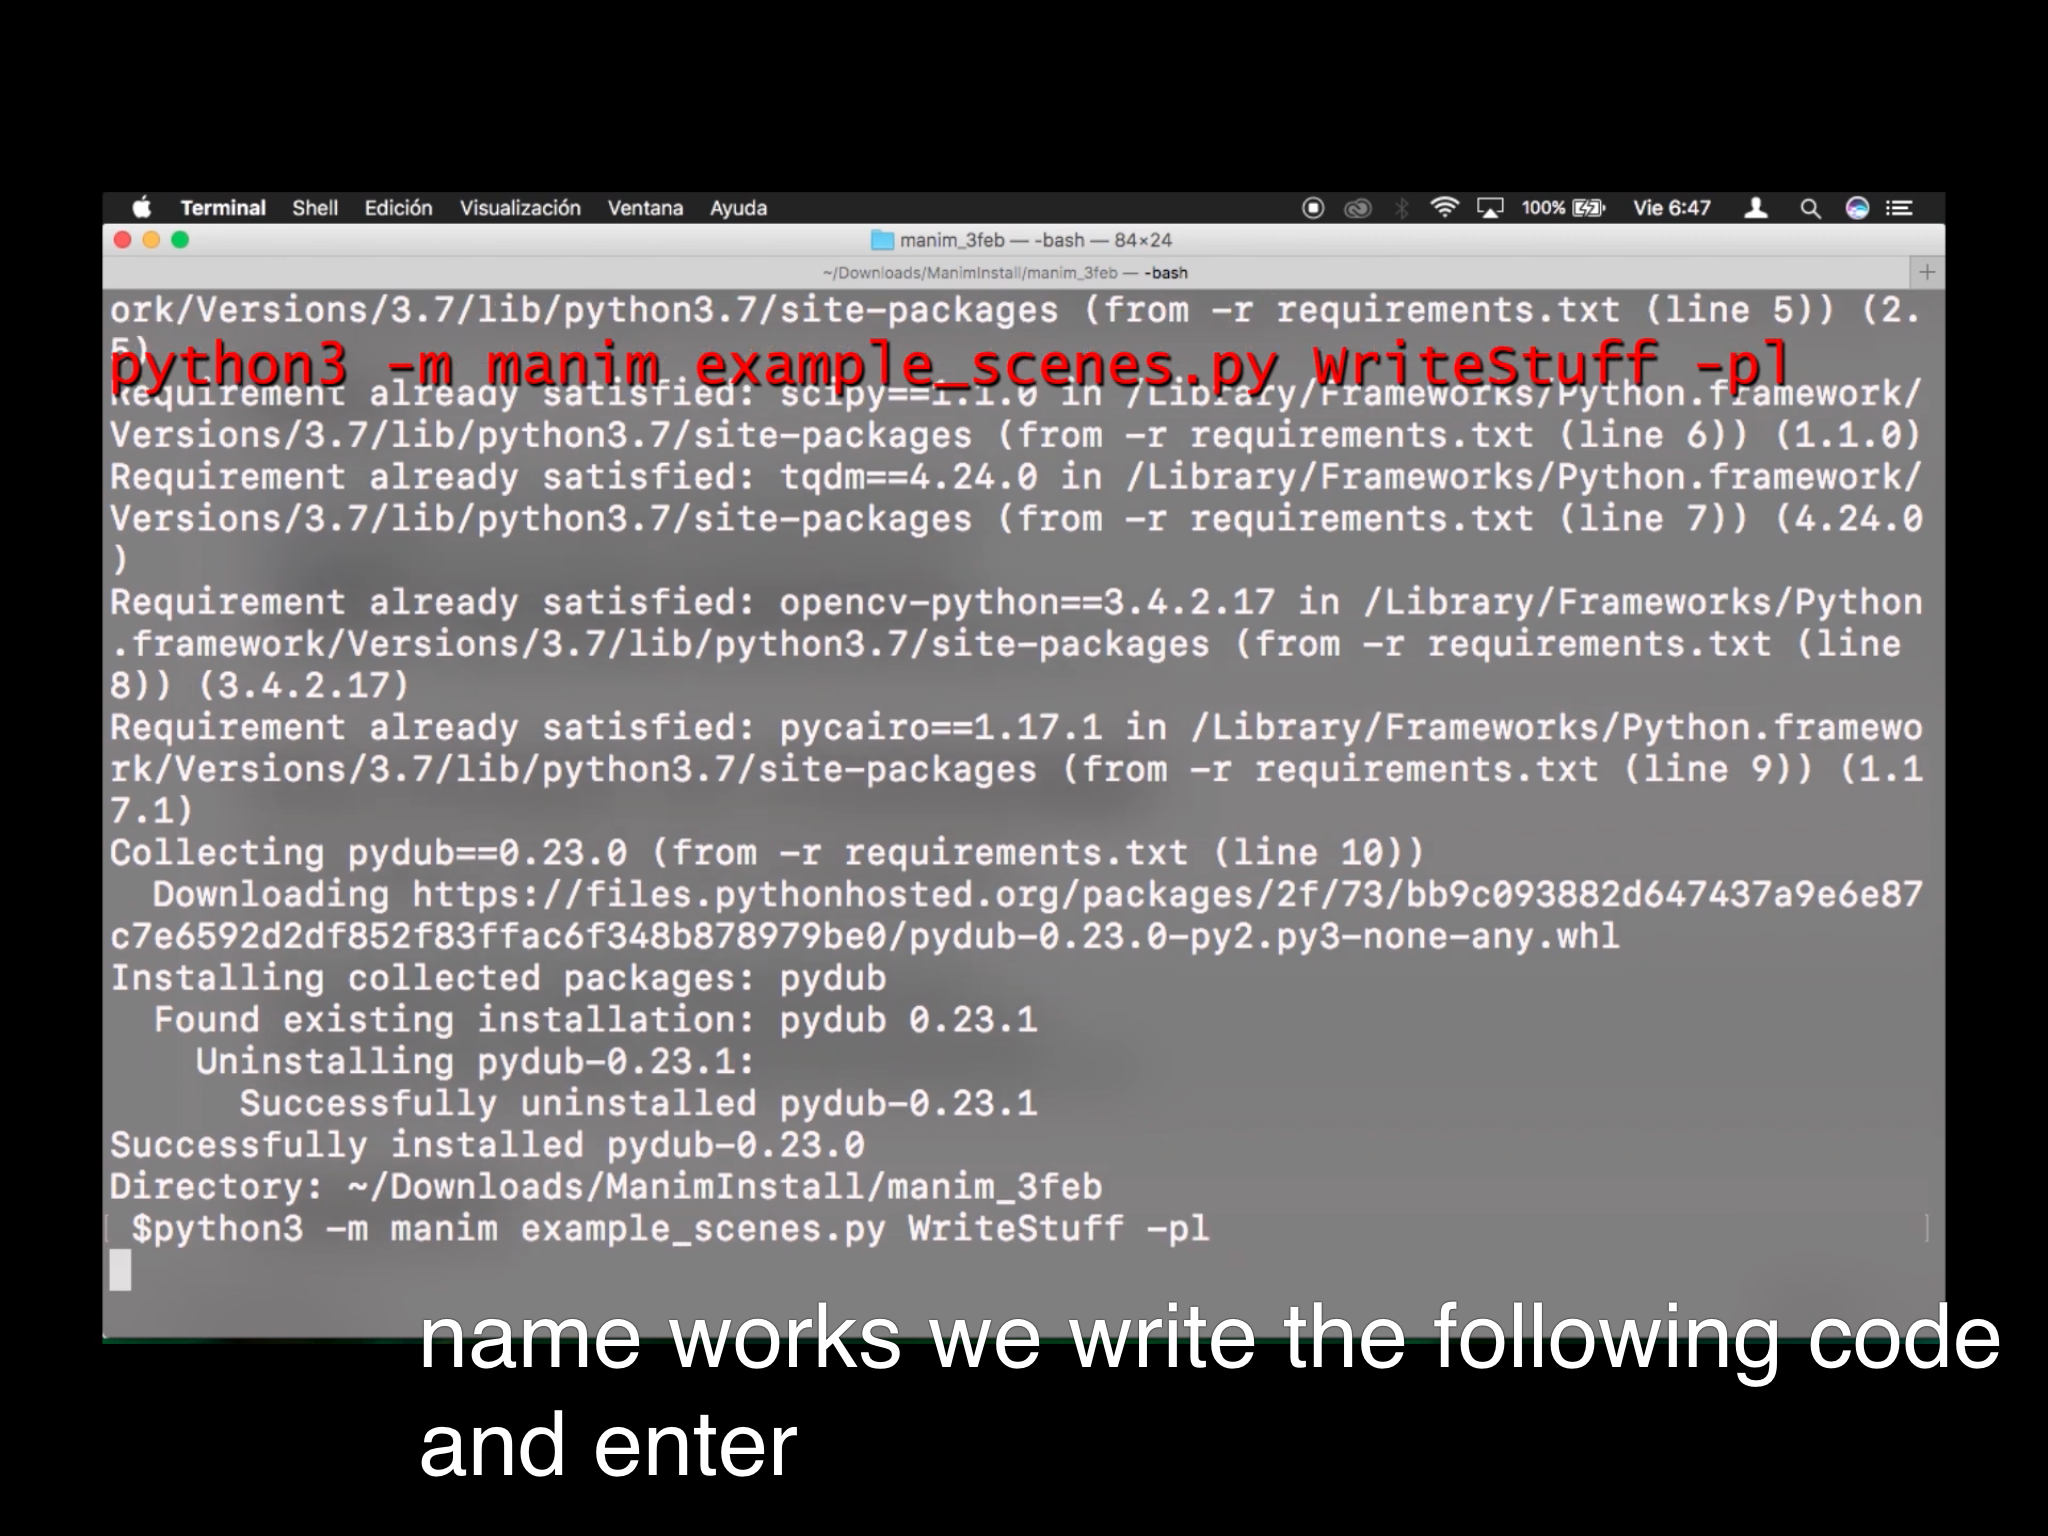 Terminal Shell Edición Visualización Ventana Ayuda 100% Vie 6:47
manim_3feb — -bash — 84×24
~/Downloads/ManimInstall/manim_3feb — -bash
ork/Versions/3.7/lib/python3.7/site-packages (from -r requirements.txt (line 5)) (2.
5)
python3 -m manim example_scenes.py WriteStuff -pl
Requirement already satisfied: scipy==1.1.0 in /Library/Frameworks/Python.framework/
Versions/3.7/lib/python3.7/site-packages (from -r requirements.txt (line 6)) (1.1.0)
Requirement already satisfied: tqdm==4.24.0 in /Library/Frameworks/Python.framework/
Versions/3.7/lib/python3.7/site-packages (from -r requirements.txt (line 7)) (4.24.0
)
Requirement already satisfied: opencv-python==3.4.2.17 in /Library/Frameworks/Python
.framework/Versions/3.7/lib/python3.7/site-packages (from -r requirements.txt (line
8)) (3.4.2.17)
Requirement already satisfied: pycairo==1.17.1 in /Library/Frameworks/Python.framewo
rk/Versions/3.7/lib/python3.7/site-packages (from -r requirements.txt (line 9)) (1.1
7.1)
Collecting pydub==0.23.0 (from -r requirements.txt (line 10))
Downloading https://files.pythonhosted.org/packages/2f/73/bb9c093882d647437a9e6e87
c7e6592d2df852f83ffac6f348b878979be0/pydub-0.23.0-py2.py3-none-any.whl
Installing collected packages: pydub
Found existing installation: pydub 0.23.1
Uninstalling pydub-0.23.1:
Successfully uninstalled pydub-0.23.1
Successfully installed pydub-0.23.0
Directory: ~/Downloads/ManimInstall/manim_3feb
[ $python3 -m manim example_scenes.py WriteStuff -pl ]
name works we write the following code
and enter